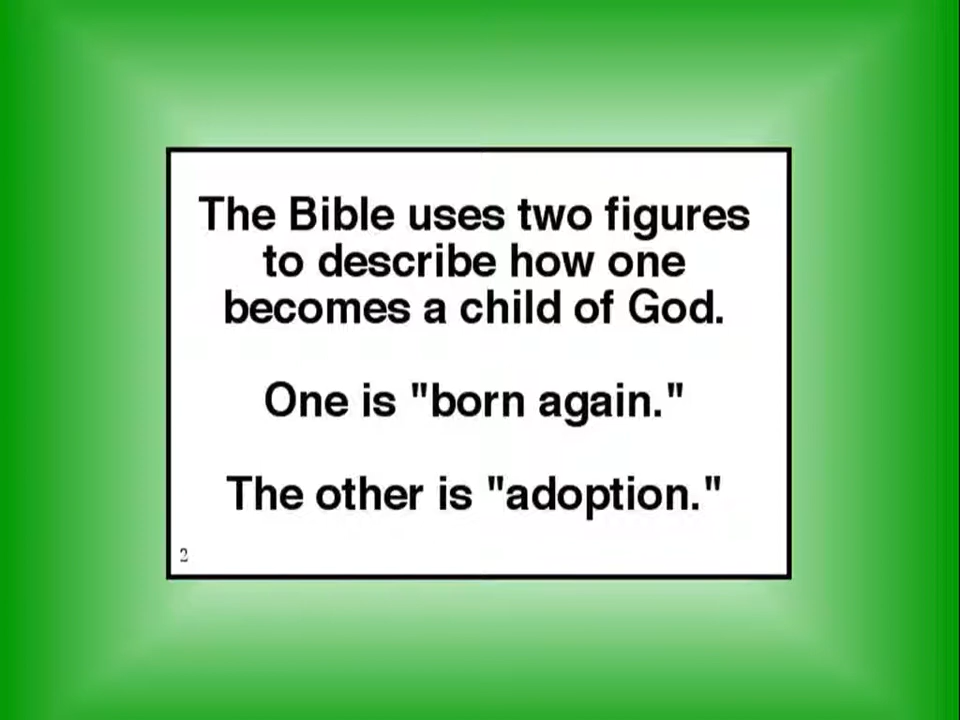 The Bible uses two figures
to describe how one
becomes a child of God.
One is "born again."
The other is "adoption."
2